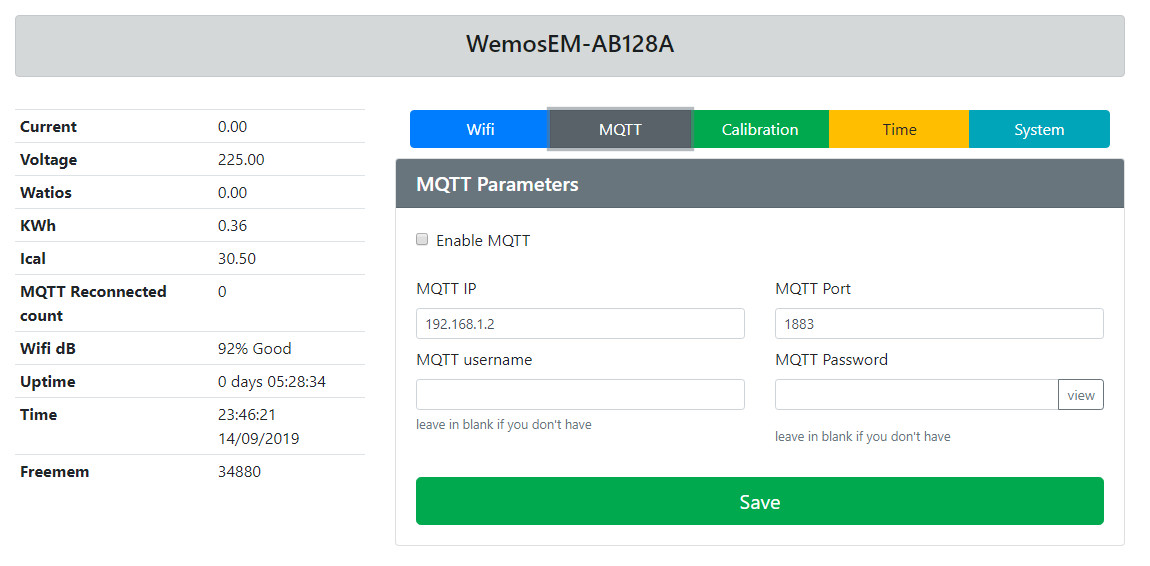 WemosEM-AB128A
Current 0.00
Voltage 225.00
Watios 0.00
KWh 0.36
Ical 30.50
MQTT Reconnected 0
count
Wifi dB 92% Good
Uptime 0 days 05:28:34
Time 23:46:21
14/09/2019
Freemem 34880
Wifi MQTT Calibration Time System
MQTT Parameters
Enable MQTT
MQTT IP MQTT Port
192.168.1.2 1883
MQTT username MQTT Password
view
leave in blank if you don't have
leave in blank if you don't have
Save